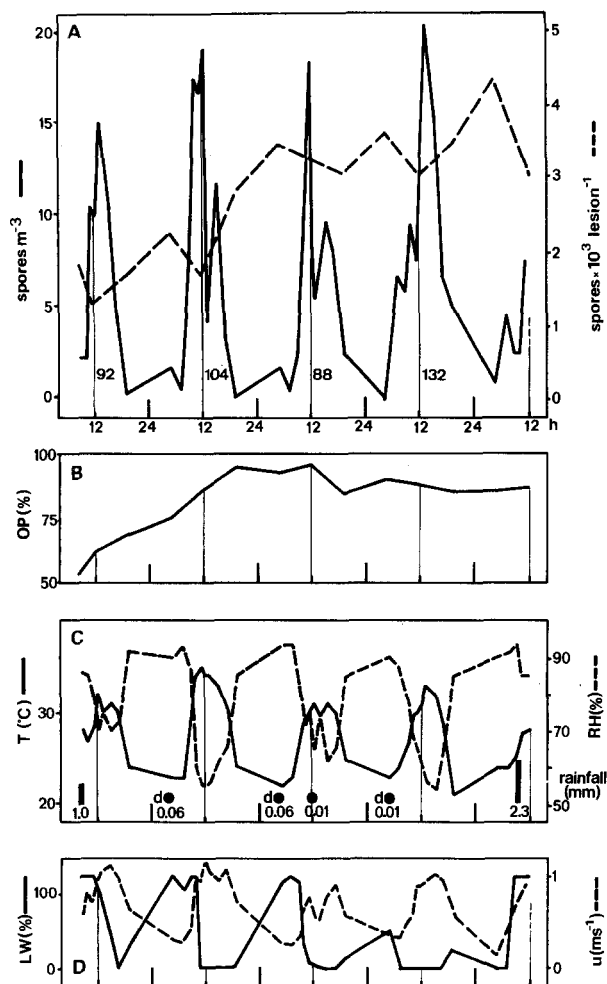 A
20
15
10
5
0
spores m⁻³
5
4
3
2
1
0
spores × 10³ lesion⁻¹
92
104
88
132
12 24 12 24 12 24 12 24 12 h
B
100
75
50
OP (%)
C
30
20
T (°C)
90
70
50
RH (%)
rainfall
(mm)
1.0
d
0.06
d
0.06
0.01
d
0.01
2.3
100
0
LW (%)
D
1
0
u (ms⁻¹)